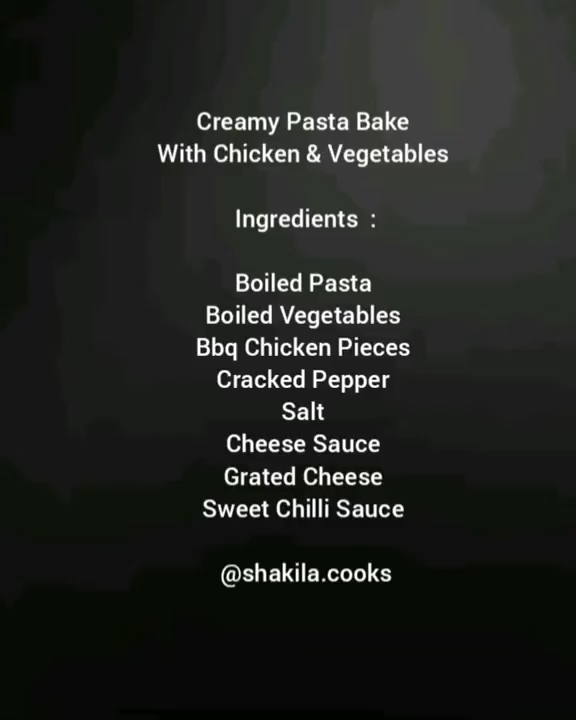 Creamy Pasta Bake
With Chicken & Vegetables
Ingredients :
Boiled Pasta
Boiled Vegetables
Bbq Chicken Pieces
Cracked Pepper
Salt
Cheese Sauce
Grated Cheese
Sweet Chilli Sauce
@shakila.cooks